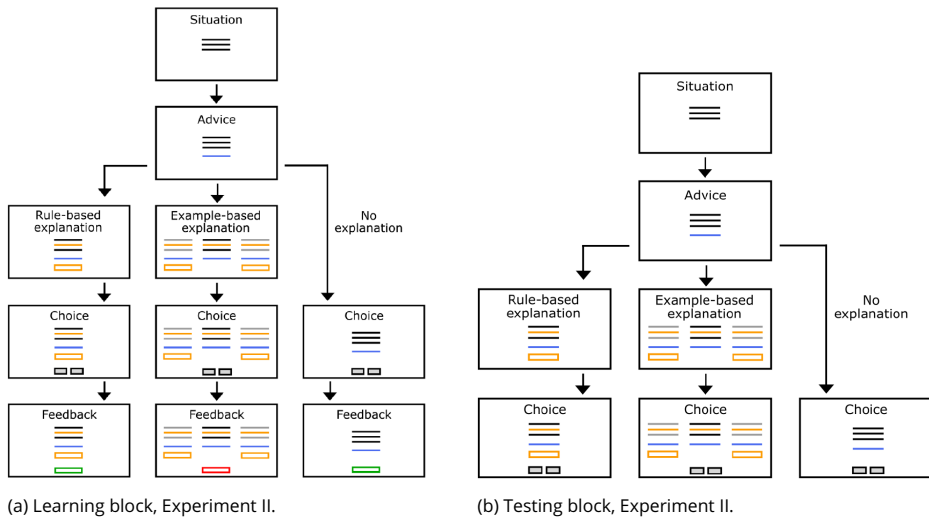 Situation
Advice
Rule-based
explanation
Example-based
explanation
No
explanation
Choice
Choice
Choice
Feedback
Feedback
Feedback
(a) Learning block, Experiment II.
Situation
Advice
Rule-based
explanation
Example-based
explanation
No
explanation
Choice
Choice
Choice
(b) Testing block, Experiment II.